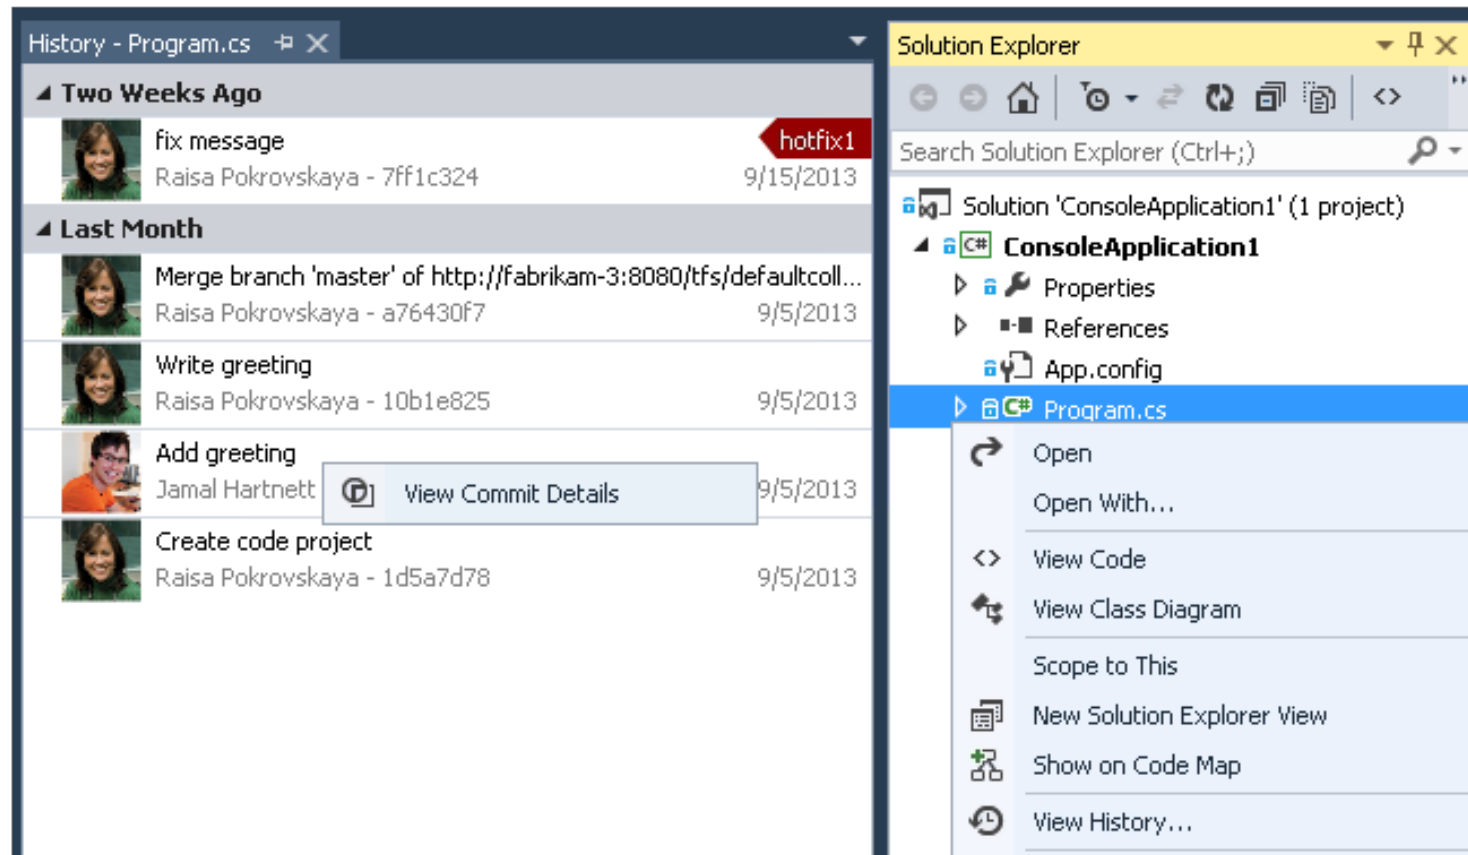 History - Program.cs
Two Weeks Ago
fix message
hotfix1
Raisa Pokrovskaya - 7ff1c324
9/15/2013
Last Month
Merge branch 'master' of http://fabrikam-3:8080/tfs/defaultcoll...
Raisa Pokrovskaya - a76430f7
9/5/2013
Write greeting
Raisa Pokrovskaya - 10b1e825
9/5/2013
Add greeting
Jamal Hartnett
9/5/2013
View Commit Details
Create code project
Raisa Pokrovskaya - 1d5a7d78
9/5/2013
Solution Explorer
Search Solution Explorer (Ctrl+;)
Solution 'ConsoleApplication1' (1 project)
C# ConsoleApplication1
Properties
References
App.config
C# Program.cs
Open
Open With...
View Code
View Class Diagram
Scope to This
New Solution Explorer View
Show on Code Map
View History...